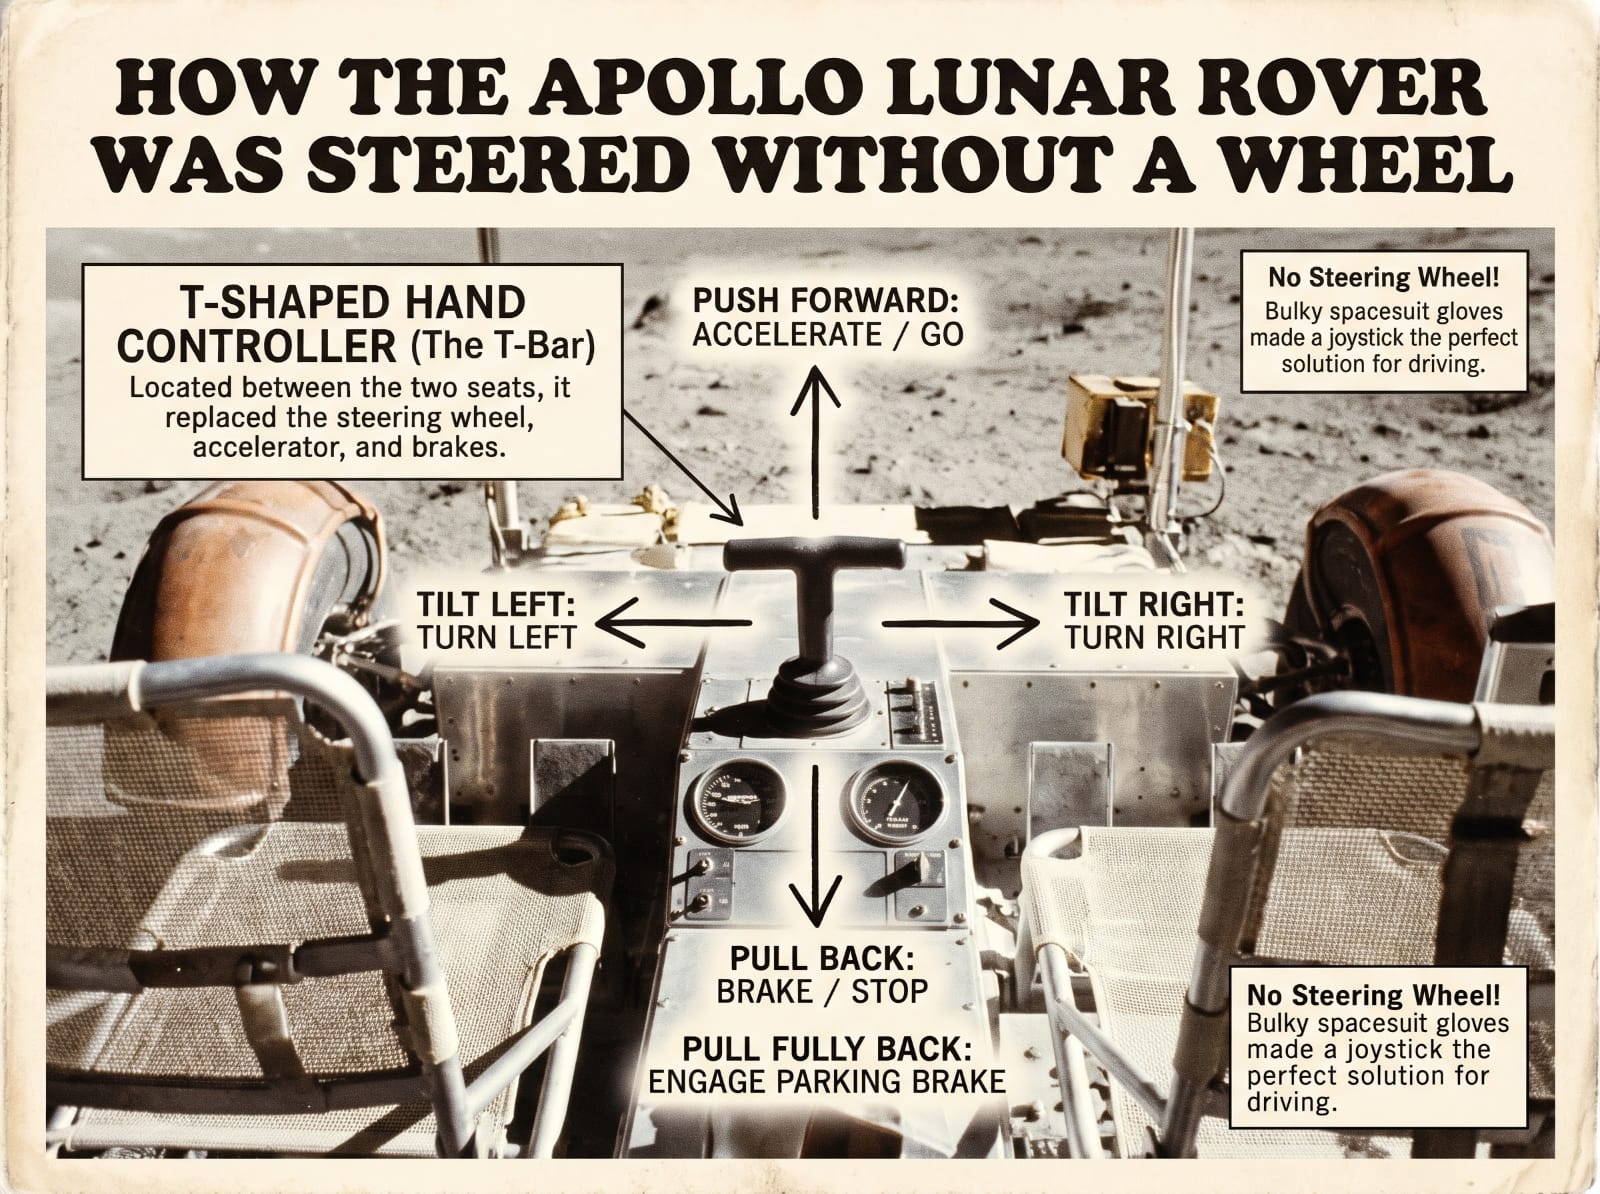 HOW THE APOLLO LUNAR ROVER
WAS STEERED WITHOUT A WHEEL
T-SHAPED HAND
CONTROLLER (The T-Bar)
Located between the two seats, it
replaced the steering wheel,
accelerator, and brakes.
PUSH FORWARD:
ACCELERATE / GO
No Steering Wheel!
Bulky spacesuit gloves
made a joystick the perfect
solution for driving.
TILT LEFT:
TURN LEFT
TILT RIGHT:
TURN RIGHT
PULL BACK:
BRAKE / STOP
PULL FULLY BACK:
ENGAGE PARKING BRAKE
No Steering Wheel!
Bulky spacesuit gloves
made a joystick the
perfect solution for
driving.